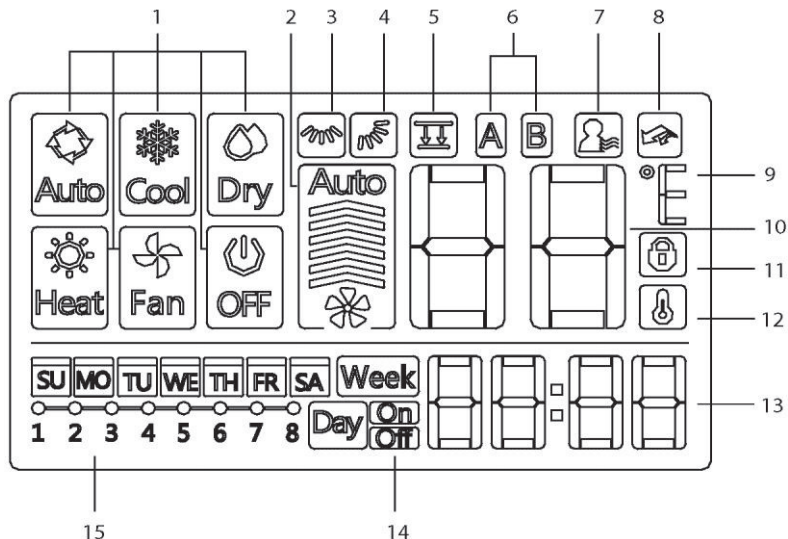 1 2 3 4 5 6 7 8
Auto Cool Dry Auto A B
9
10
Heat Fan OFF 11
12
SU MO TU WE TH FR SA Week
1 2 3 4 5 6 7 8 Day On Off 88:88 13
15 14